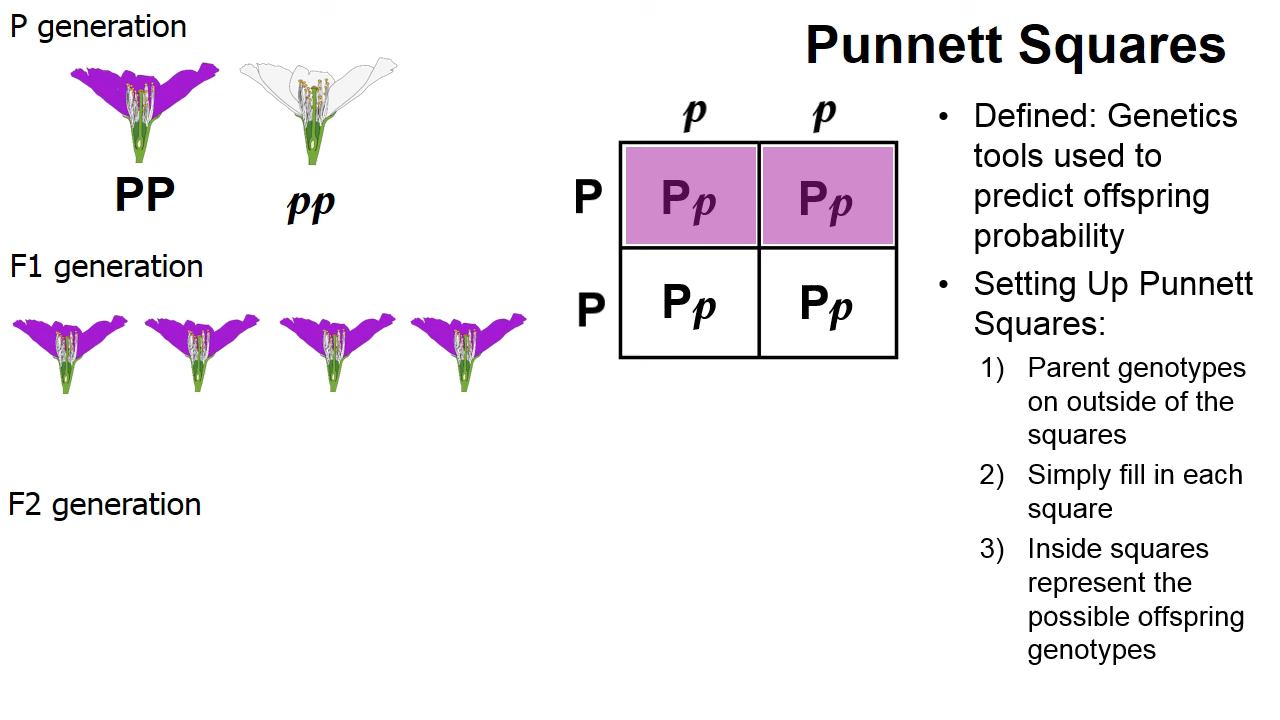 P generation
PP
pp
F1 generation
F2 generation
p p
P Pp Pp
P Pp Pp
Punnett Squares
• Defined: Genetics
tools used to
predict offspring
probability
• Setting Up Punnett
Squares:
1) Parent genotypes
on outside of the
squares
2) Simply fill in each
square
3) Inside squares
represent the
possible offspring
genotypes